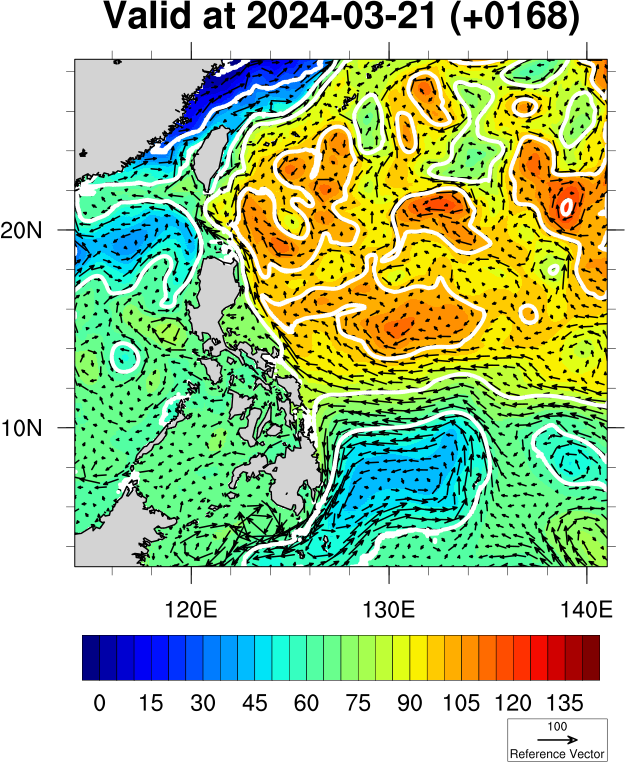 Valid at 2024-03-21 (+0168)
20N
10N
120E 130E 140E
0 15 30 45 60 75 90 105 120 135
100
Reference Vector